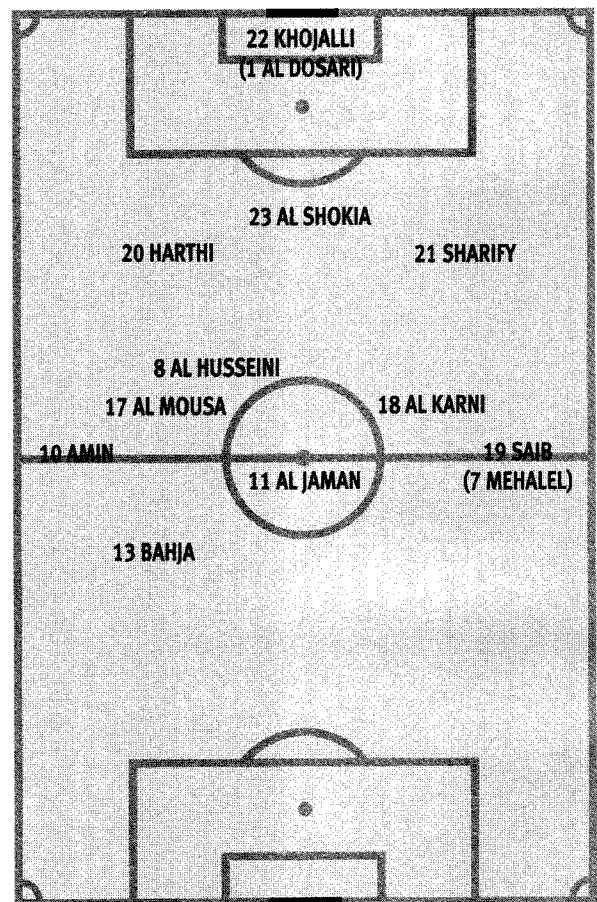 22 KHOJALLI
(1 AL DOSARI)
23 AL SHOKIA
20 HARTHI
21 SHARIFY
8 AL HUSSEINI
17 AL MOUSA
18 AL KARNI
10 AMIN
19 SAIB
(7 MEHALEL)
11 AL JAMAN
13 BAHJA